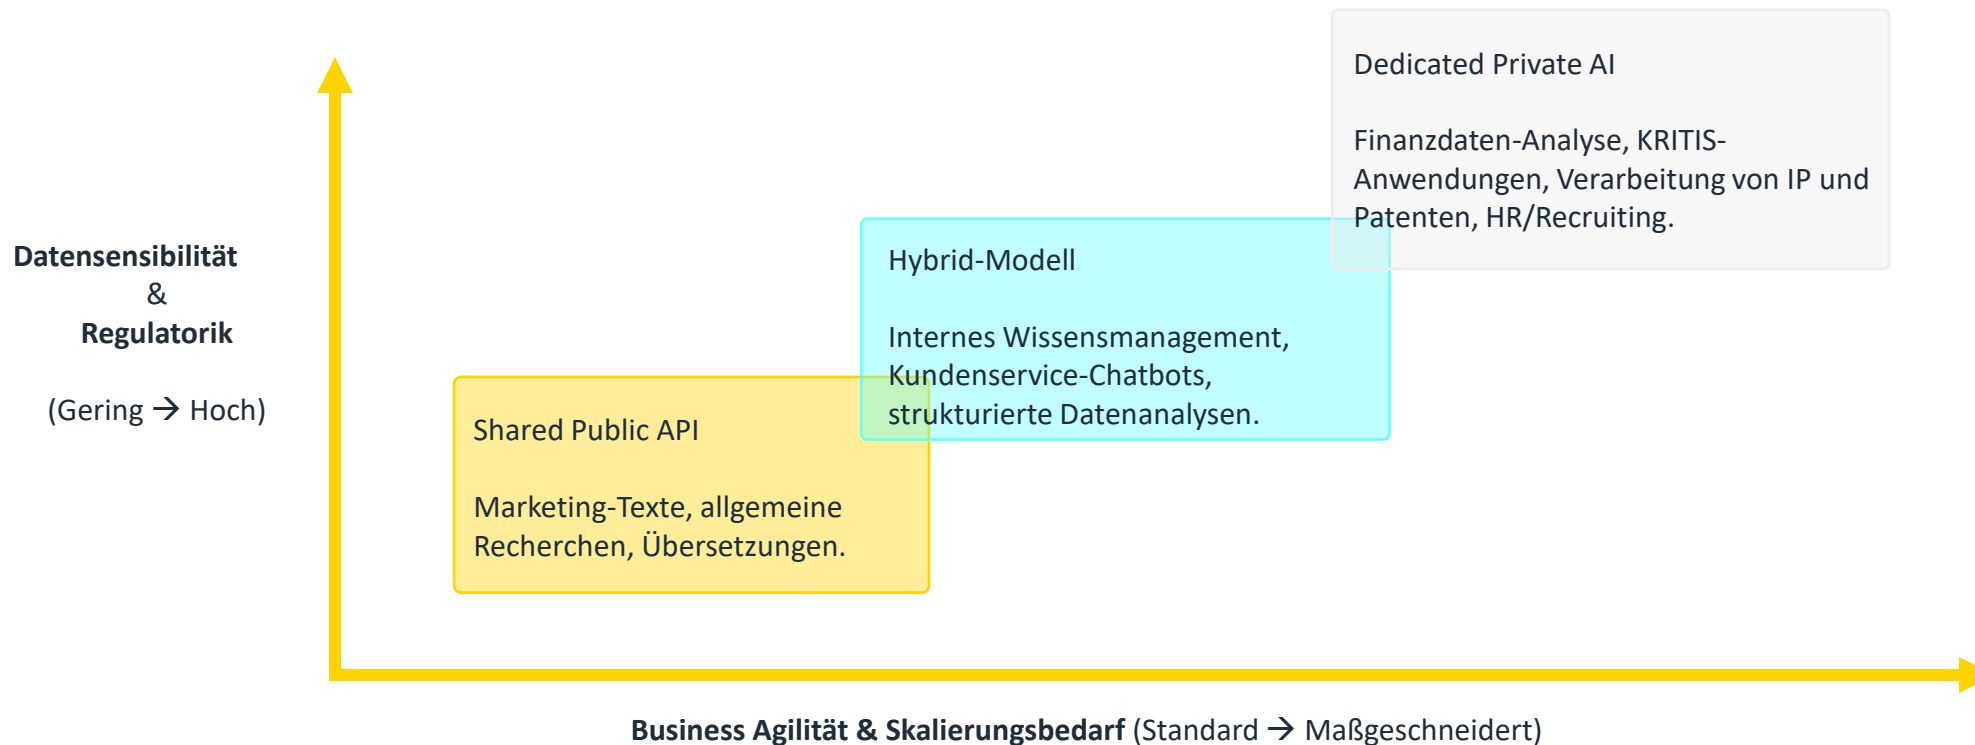 Dedicated Private AI
Finanzdaten-Analyse, KRITIS-
Anwendungen, Verarbeitung von IP und
Patenten, HR/Recruiting.
Datensensibilität
&
Regulatorik
(Gering → Hoch)
Hybrid-Modell
Internes Wissensmanagement,
Kundenservice-Chatbots,
strukturierte Datenanalysen.
Shared Public API
Marketing-Texte, allgemeine
Recherchen, Übersetzungen.
Business Agilität & Skalierungsbedarf (Standard → Maßgeschneidert)